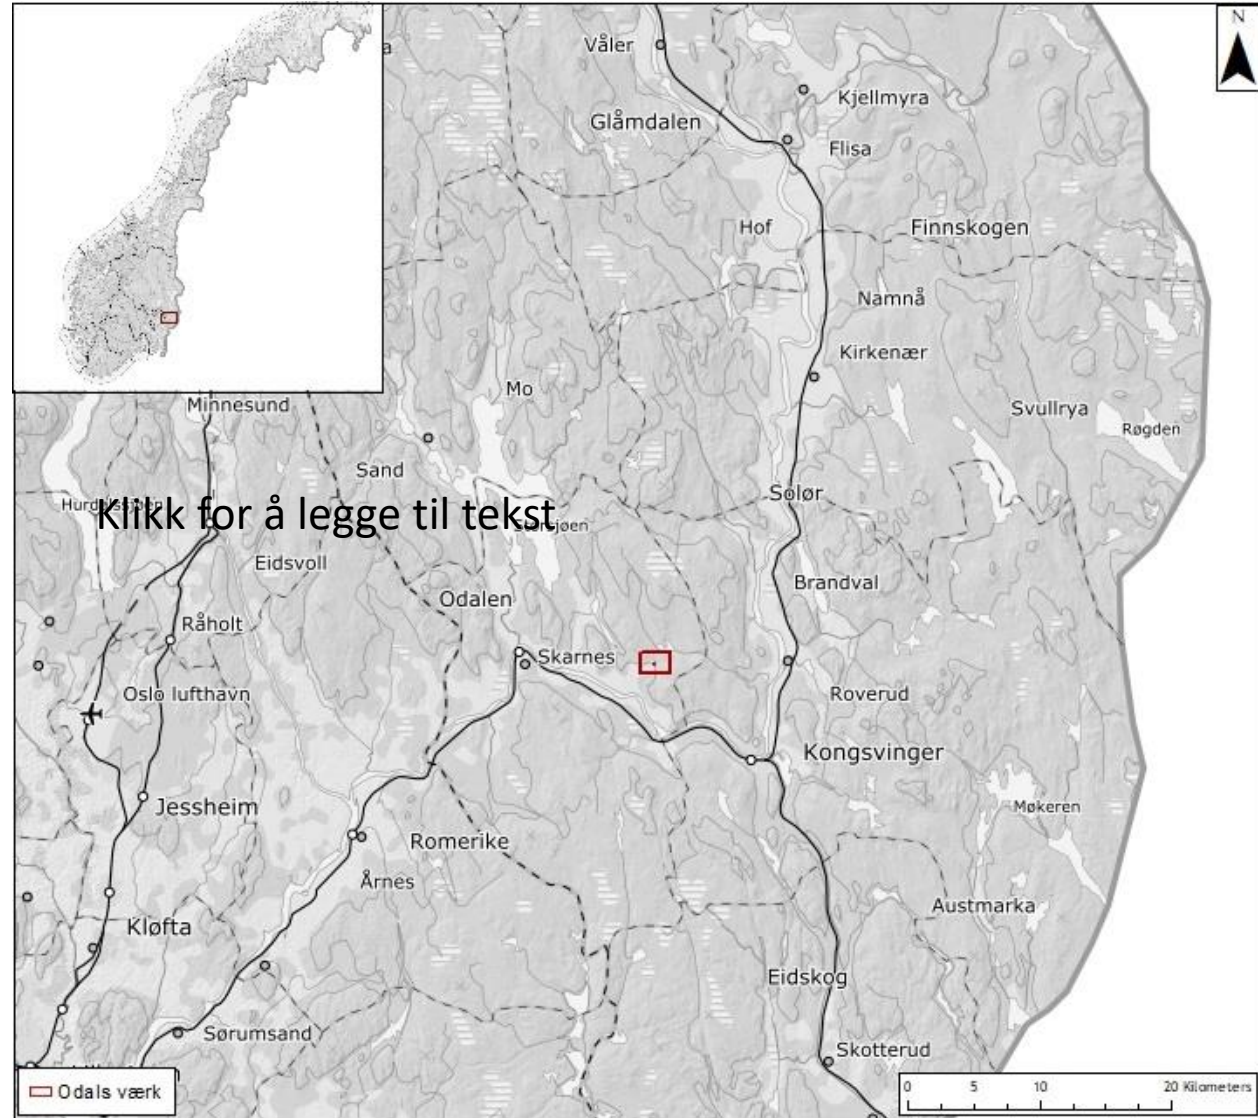 N
Våler
Kjellmyra
Glåmdalen
Flisa
Hof
Finnskogen
Namnå
Kirkenær
Mo
Minnesund
Svullrya
Røgden
Sand
Solør
Klikk for å legge til tekst
Eidsvoll
Brandval
Odalen
Råholt
Skarnes
Oslo lufthavn
Roverud
Kongsvinger
Jessheim
Møkeren
Romerike
Årnes
Austmarka
Kløfta
Eidskog
Sørumsand
Skotterud
Odals værk
0 5 10 20 Kilometers